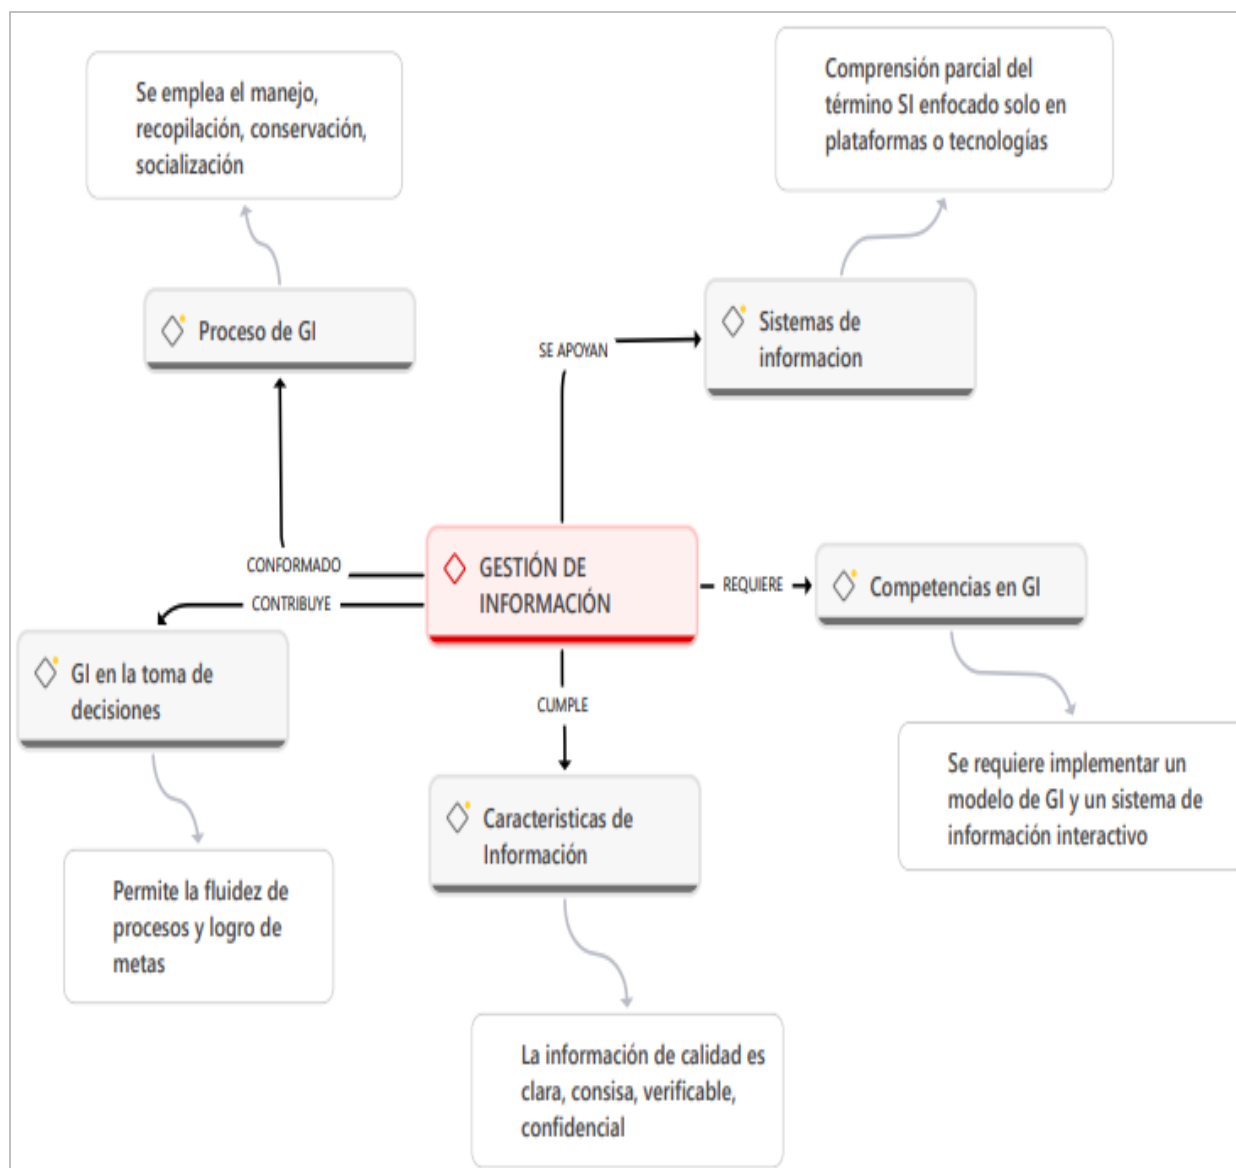 Se emplea el manejo,
recopilación, conservación,
socialización
Comprensión parcial del
término SI enfocado solo en
plataformas o tecnologías
Proceso de GI
Sistemas de
informacion
SE APOYAN
GESTIÓN DE
INFORMACIÓN
CONFORMADO
CONTRIBUYE
REQUIERE
Competencias en GI
GI en la toma de
decisiones
CUMPLE
Caracteristicas de
Información
Se requiere implementar un
modelo de GI y un sistema de
información interactivo
Permite la fluidez de
procesos y logro de
metas
La información de calidad es
clara, consisa, verificable,
confidencial